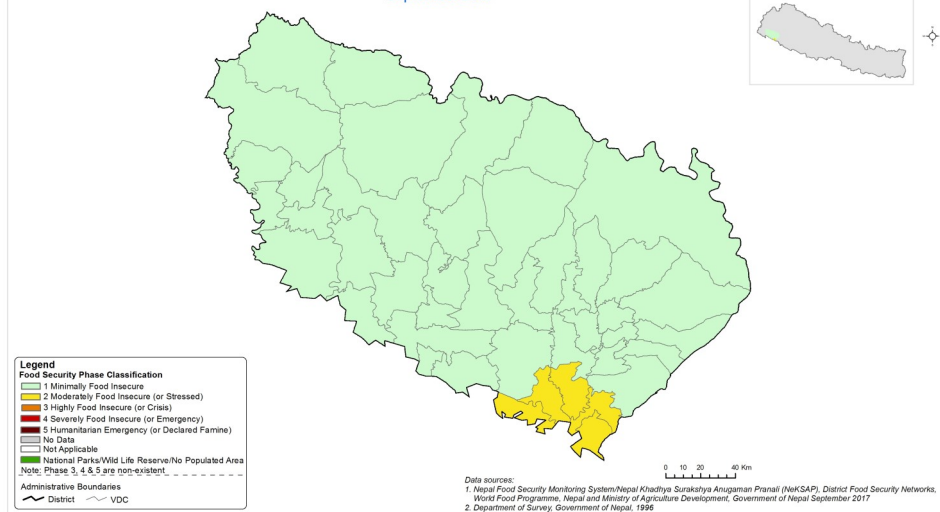 Legend
Food Security Phase Classification
1 Minimally Food Insecure
2 Moderately Food Insecure (or Stressed)
3 Highly Food Insecure (or Crisis)
4 Severely Food Insecure (or Emergency)
5 Humanitarian Emergency (or Declared Famine)
No Data
Not Applicable
National Parks/Wild Life Reserve/No Populated Area
Note: Phase 3, 4 & 5 are non-existent
Administrative Boundaries
District VDC
0 10 20 40 Km
Data sources:
1. Nepal Food Security Monitoring System/Nepal Khadhya Surakshya Anugaman Pranali (NeKSAP), District Food Security Networks,
World Food Programme, Nepal and Ministry of Agriculture Development, Government of Nepal September 2017
2. Department of Survey, Government of Nepal, 1996